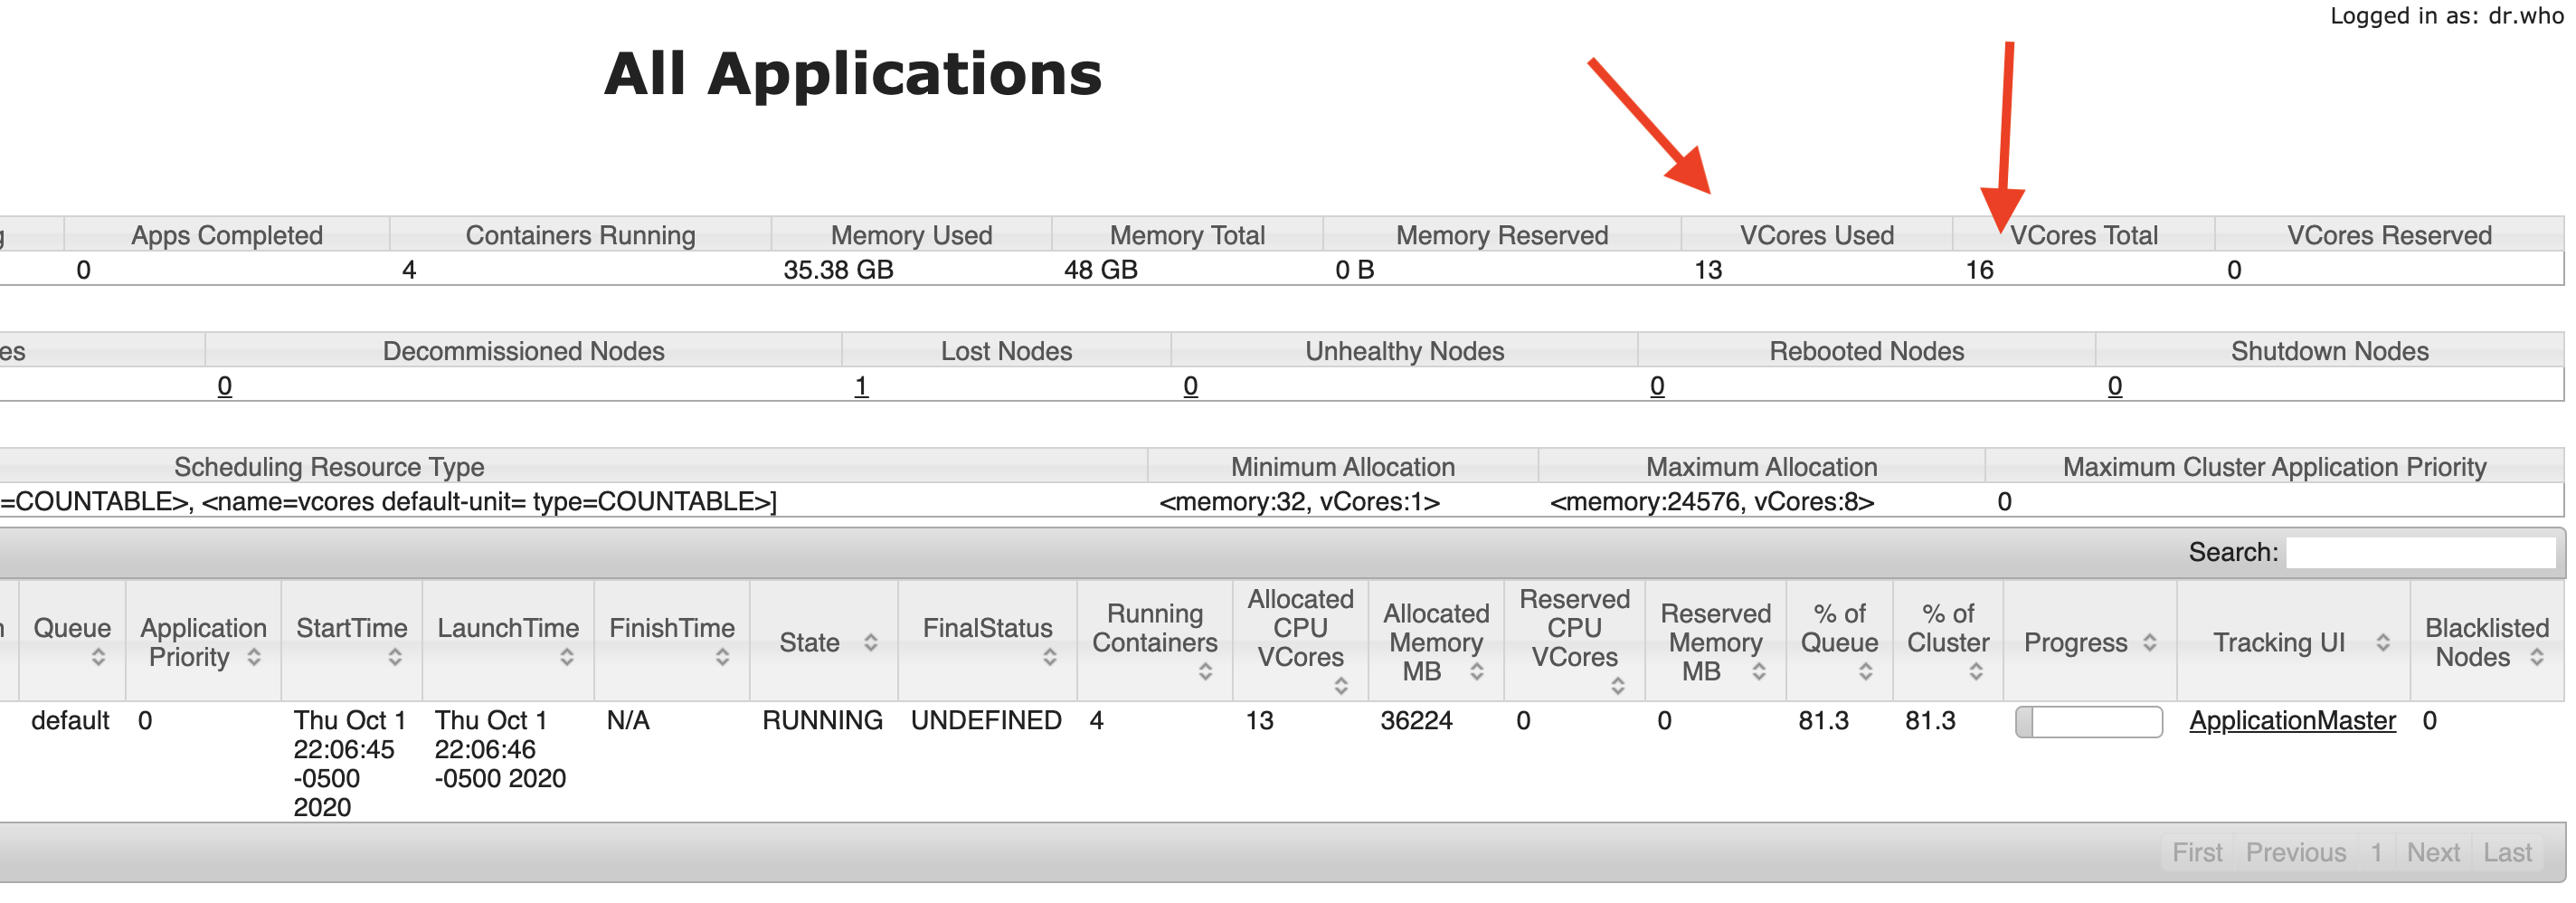 Logged in as: dr.who
All Applications
g Apps Completed Containers Running Memory Used Memory Total Memory Reserved VCores Used VCores Total VCores Reserved
0 4 35.38 GB 48 GB 0 B 13 16 0
es Decommissioned Nodes Lost Nodes Unhealthy Nodes Rebooted Nodes Shutdown Nodes
0 1 0 0 0
Scheduling Resource Type Minimum Allocation Maximum Allocation Maximum Cluster Application Priority
=COUNTABLE>, <name=vcores default-unit= type=COUNTABLE>] <memory:32, vCores:1> <memory:24576, vCores:8> 0
Search:
Queue
Application
Priority
StartTime
LaunchTime
FinishTime
State
FinalStatus
Running
Containers
Allocated
CPU
VCores
Allocated
Memory
MB
Reserved
CPU
VCores
Reserved
Memory
MB
% of
Queue
% of
Cluster
Progress
Tracking UI
Blacklisted
Nodes
default
0
Thu Oct 1
22:06:45
-0500
2020
Thu Oct 1
22:06:46
-0500 2020
N/A
RUNNING
UNDEFINED
4
13
36224
0
0
81.3
81.3
ApplicationMaster
0
First Previous 1 Next Last